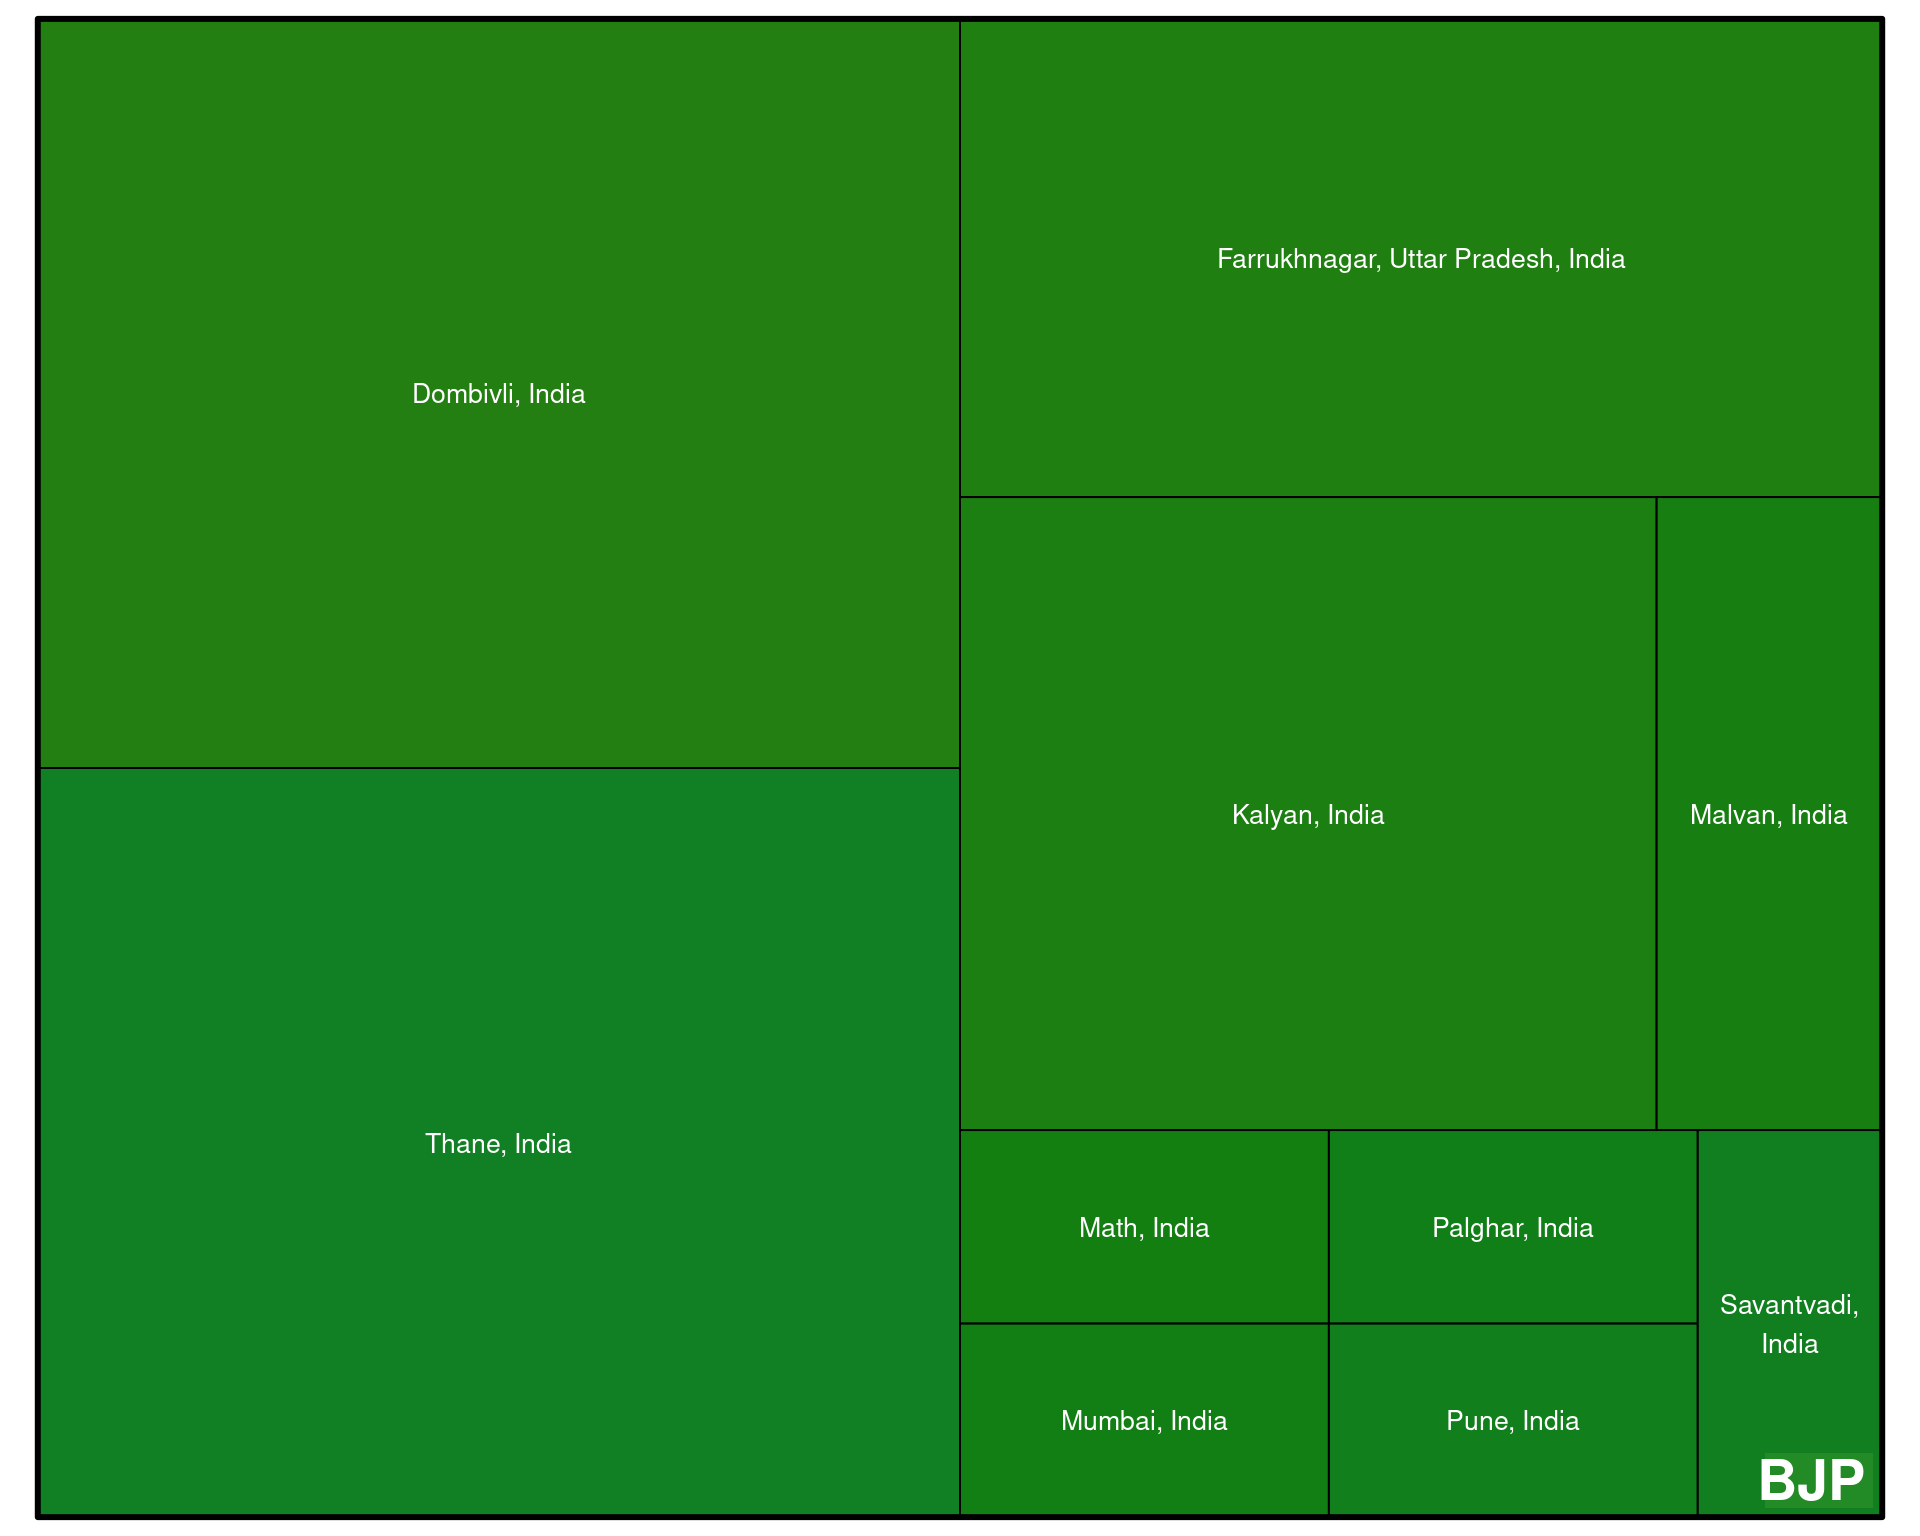 Dombivli, India
Farrukhnagar, Uttar Pradesh, India
Kalyan, India
Malvan, India
Thane, India
Math, India
Palghar, India
Savantvadi,
India
Mumbai, India
Pune, India
BJP